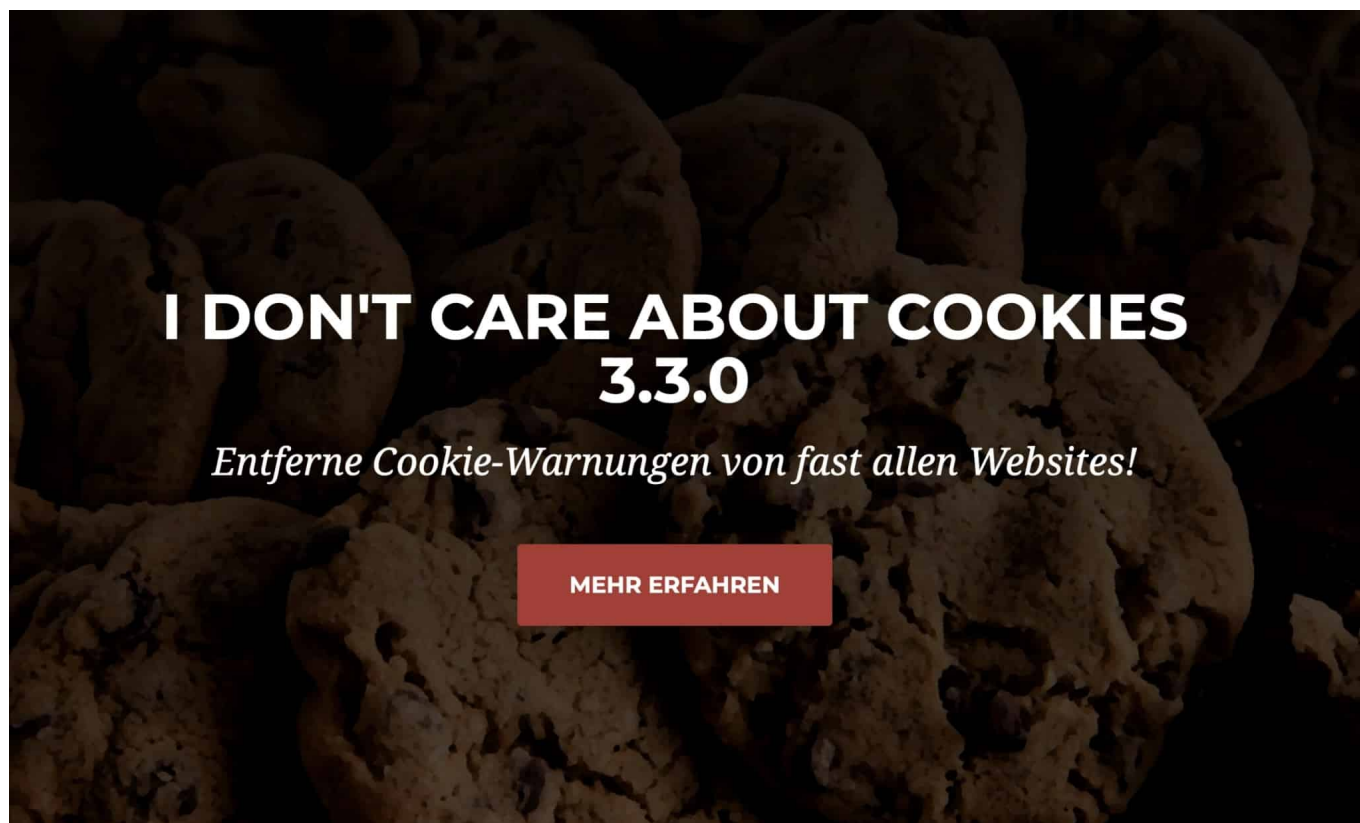 I DON'T CARE ABOUT COOKIES
3.3.0
Entferne Cookie-Warnungen von fast allen Websites!
MEHR ERFAHREN